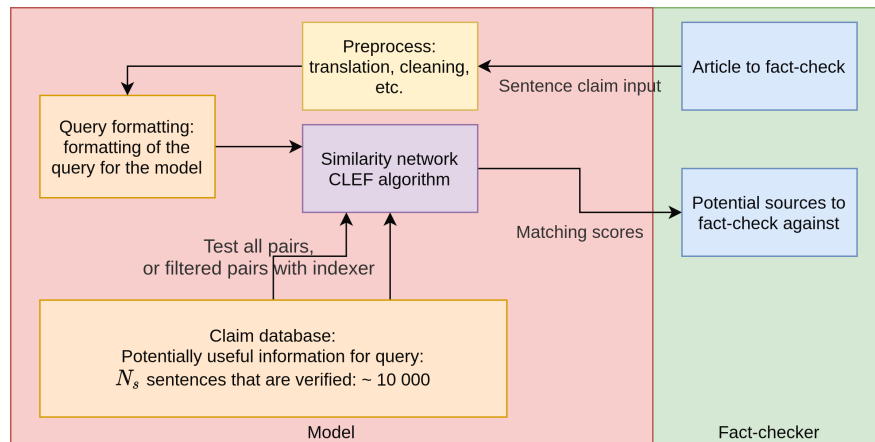 Preprocess:
translation, cleaning,
etc.
Article to fact-check
Sentence claim input
Query formatting:
formatting of the
query for the model
Similarity network
CLEF algorithm
Potential sources to
fact-check against
Matching scores
Test all pairs,
or filtered pairs with indexer
Claim database:
Potentially useful information for query:
N_s sentences that are verified: ~ 10 000
Model
Fact-checker